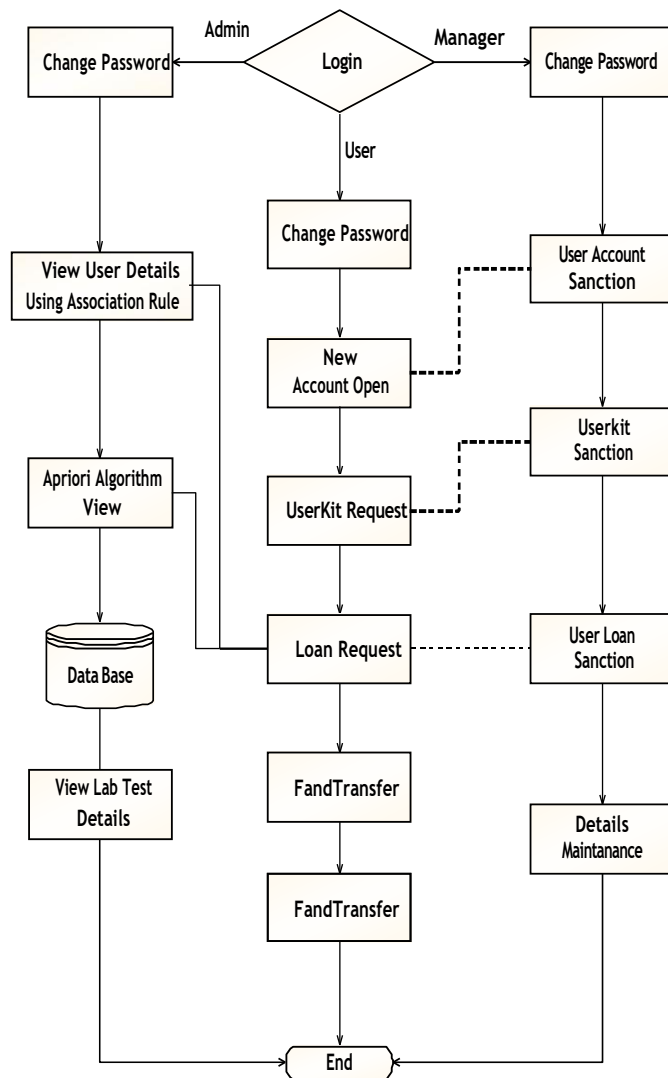 Admin
Login
Manager
Change Password
Change Password
User
Change Password
View User Details
Using Association Rule
User Account
Sanction
New
Account Open
Userkit
Sanction
Apriori Algorithm
View
UserKit Request
Data Base
Loan Request
User Loan
Sanction
View Lab Test
Details
FandTransfer
Details
Maintanance
FandTransfer
End